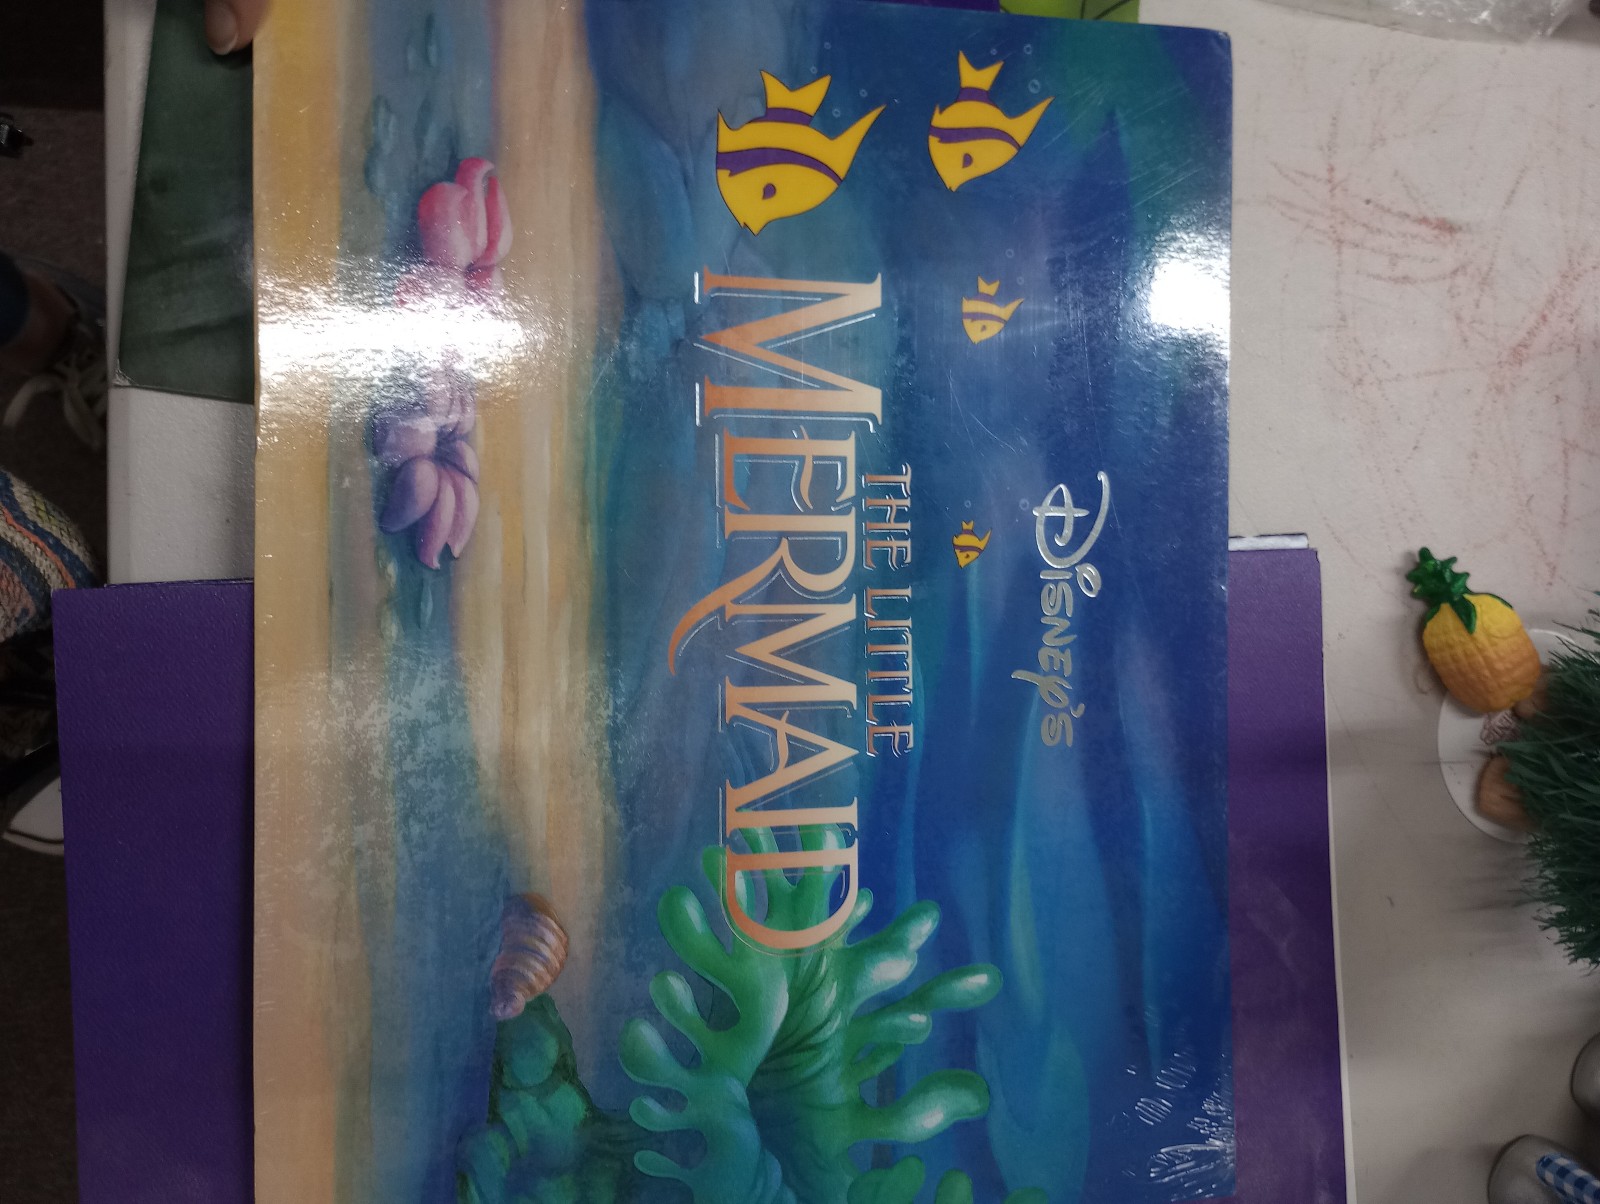 Disney's
THE LITTLE
MERMAID